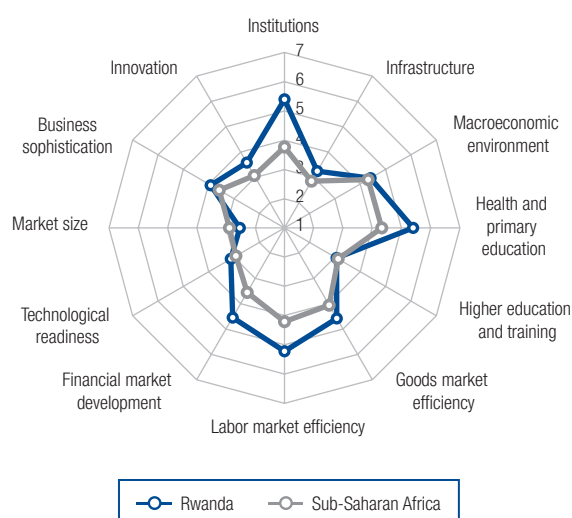 Institutions
Infrastructure
Macroeconomic
environment
Health and
primary
education
Higher education
and training
Goods market
efficiency
Labor market efficiency
Financial market
development
Technological
readiness
Market size
Business
sophistication
Innovation
7
6
5
4
3
2
1
Rwanda
Sub-Saharan Africa